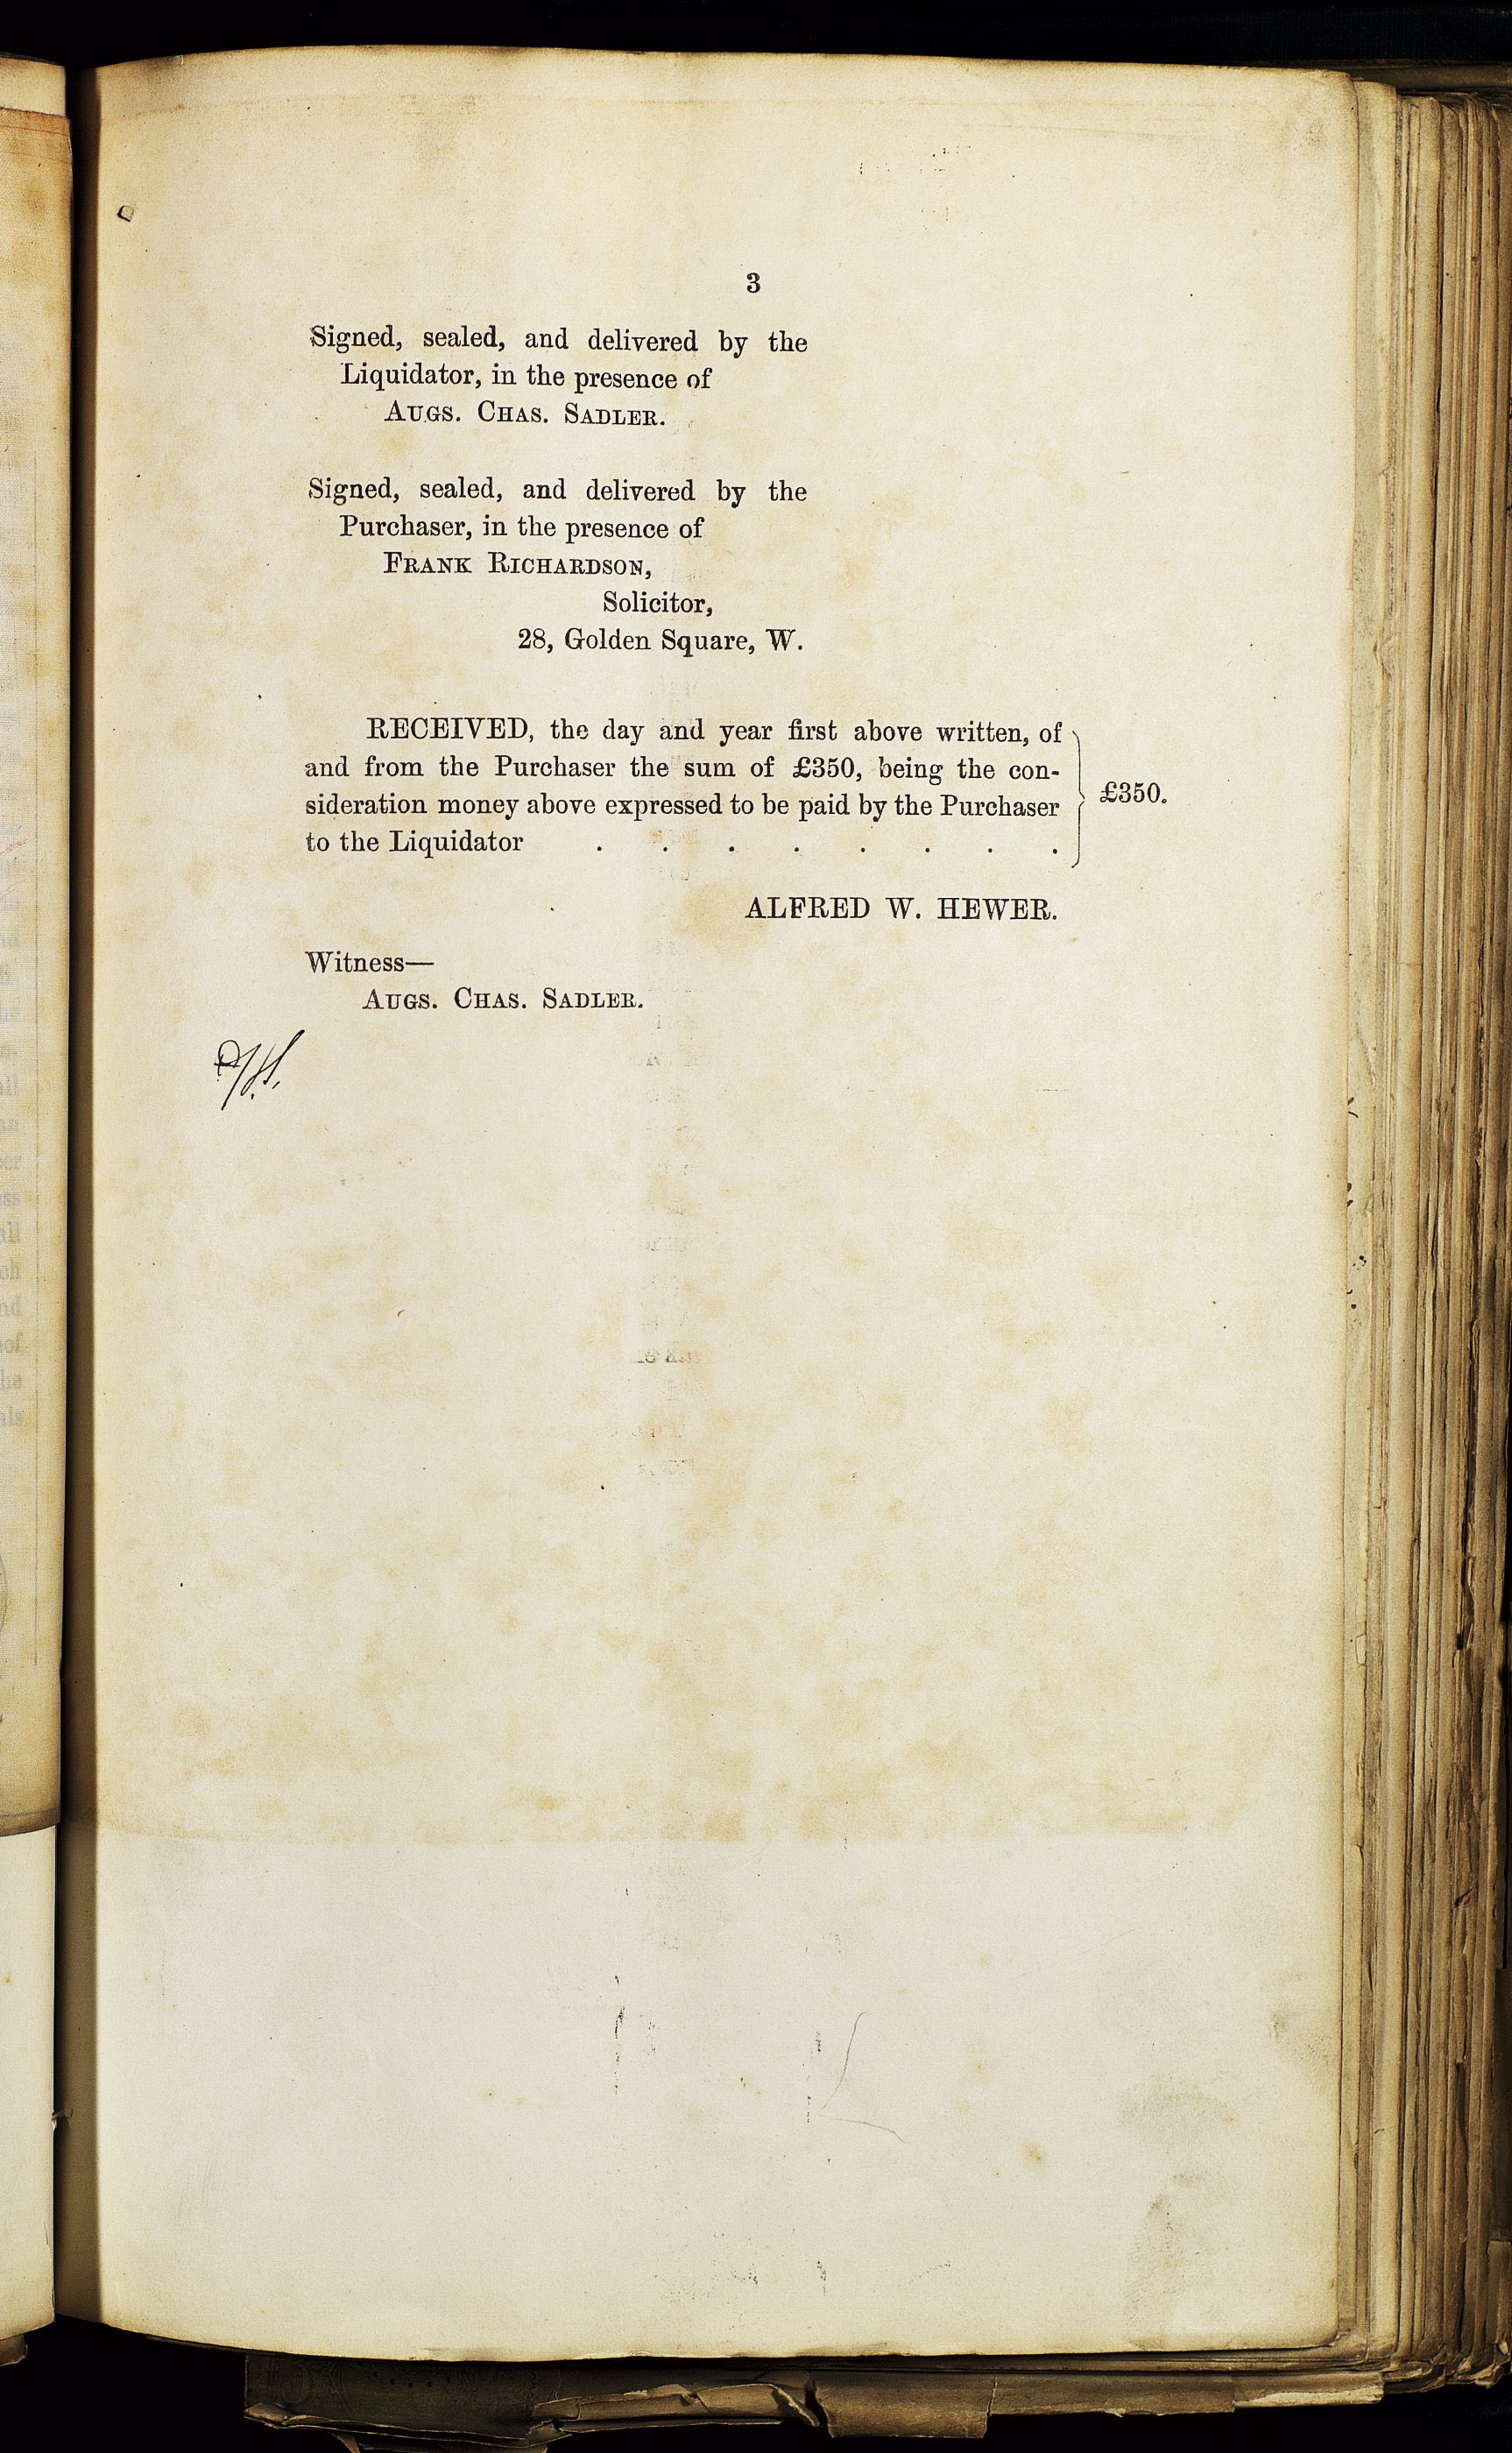 3
Signed, sealed, and delivered by the
Liquidator, in the presence of
AUGS. CHAS. SADLER.
Signed, sealed, and delivered by the
Purchaser, in the presence of
FRANK RICHARDSON,
Solicitor,
28, Golden Square, W.
RECEIVED, the day and year first above written, of
and from the Purchaser the sum of £350, being the con-
sideration money above expressed to be paid by the Purchaser
to the Liquidator . . . . . . . .
£350.
ALFRED W. HEWER.
Witness—
AUGS. CHAS. SADLER.